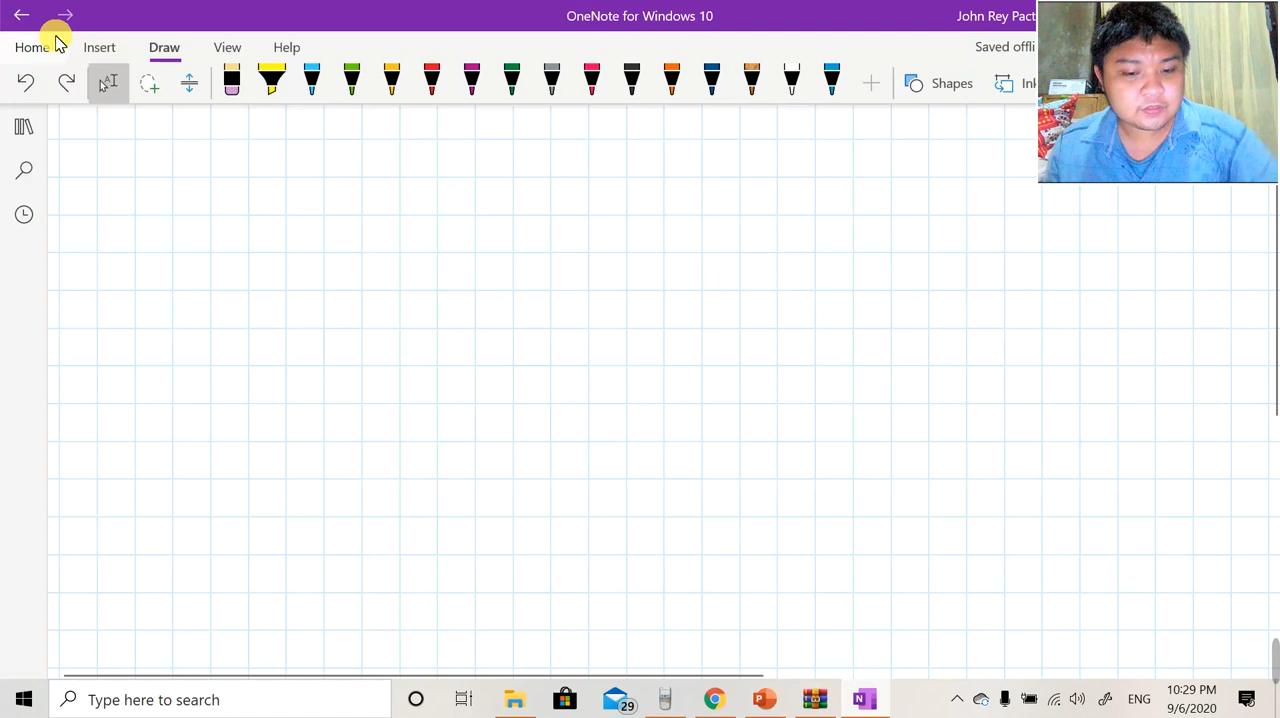 OneNote for Windows 10
John Rey Pact
Home
Insert
Draw
View
Help
Saved offli
Shapes
Ink
Type here to search
29
ENG
10:29 PM
9/6/2020